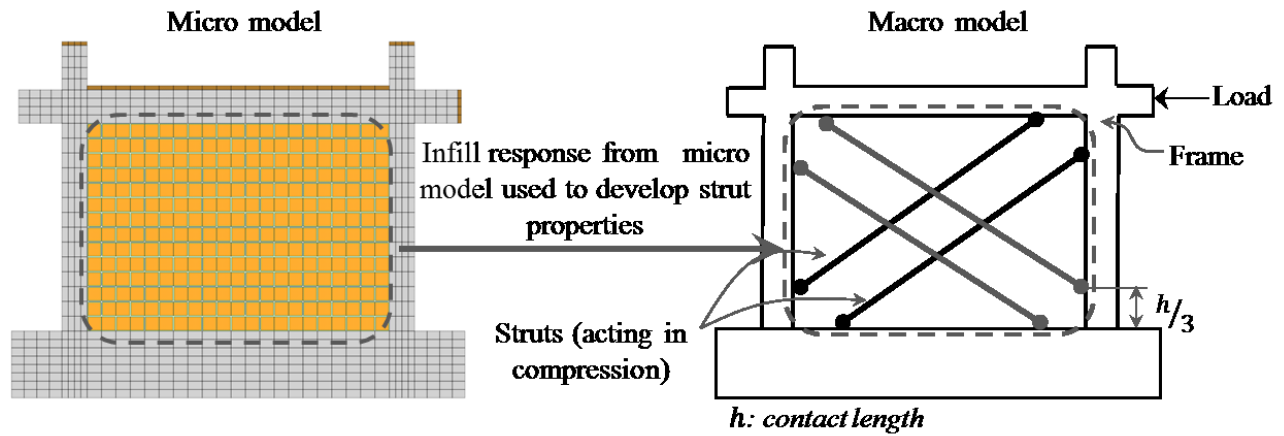 Micro model
Macro model
Load
Frame
Infill response from micro
model used to develop strut
properties
Struts (acting in
compression)
h/3
h: contact length